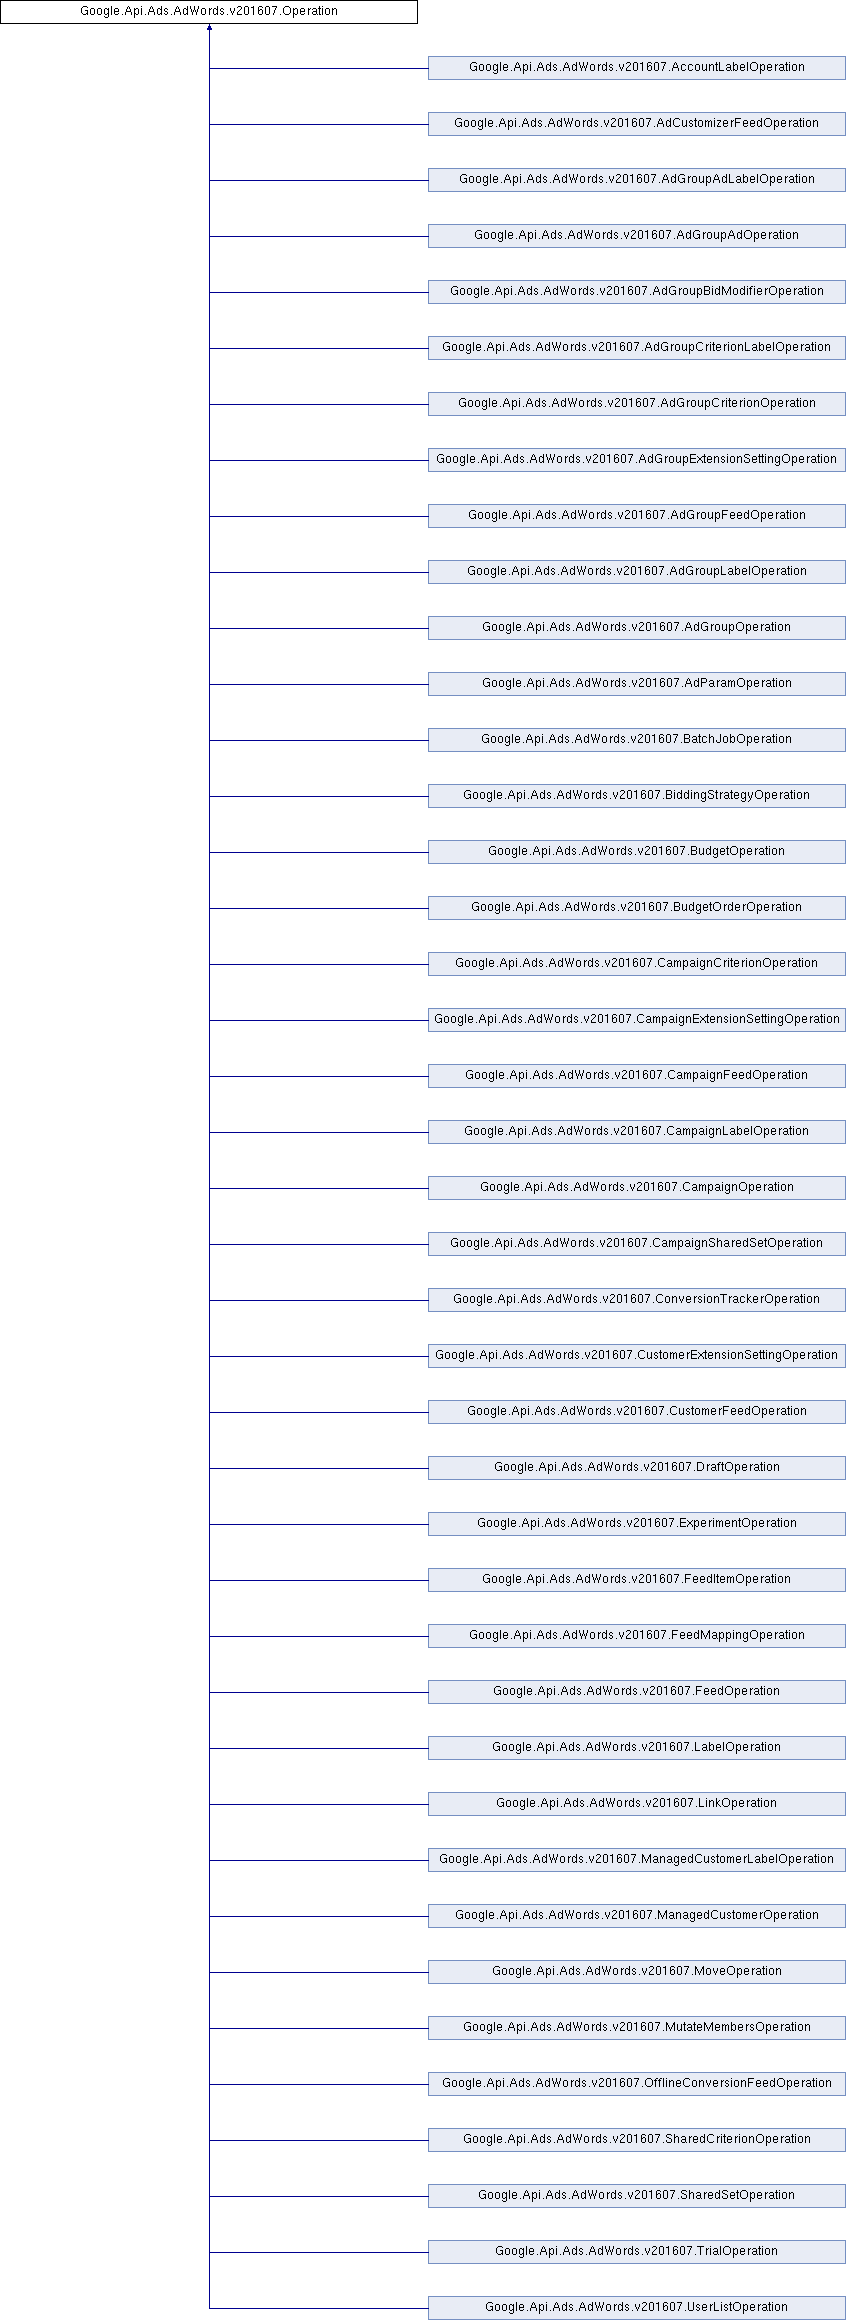 Google.Api.Ads.AdWords.v201607.Operation
Google.Api.Ads.AdWords.v201607.AccountLabelOperation
Google.Api.Ads.AdWords.v201607.AdCustomizerFeedOperation
Google.Api.Ads.AdWords.v201607.AdGroupAdLabelOperation
Google.Api.Ads.AdWords.v201607.AdGroupAdOperation
Google.Api.Ads.AdWords.v201607.AdGroupBidModifierOperation
Google.Api.Ads.AdWords.v201607.AdGroupCriterionLabelOperation
Google.Api.Ads.AdWords.v201607.AdGroupCriterionOperation
Google.Api.Ads.AdWords.v201607.AdGroupExtensionSettingOperation
Google.Api.Ads.AdWords.v201607.AdGroupFeedOperation
Google.Api.Ads.AdWords.v201607.AdGroupLabelOperation
Google.Api.Ads.AdWords.v201607.AdGroupOperation
Google.Api.Ads.AdWords.v201607.AdParamOperation
Google.Api.Ads.AdWords.v201607.BatchJobOperation
Google.Api.Ads.AdWords.v201607.BiddingStrategyOperation
Google.Api.Ads.AdWords.v201607.BudgetOperation
Google.Api.Ads.AdWords.v201607.BudgetOrderOperation
Google.Api.Ads.AdWords.v201607.CampaignCriterionOperation
Google.Api.Ads.AdWords.v201607.CampaignExtensionSettingOperation
Google.Api.Ads.AdWords.v201607.CampaignFeedOperation
Google.Api.Ads.AdWords.v201607.CampaignLabelOperation
Google.Api.Ads.AdWords.v201607.CampaignOperation
Google.Api.Ads.AdWords.v201607.CampaignSharedSetOperation
Google.Api.Ads.AdWords.v201607.ConversionTrackerOperation
Google.Api.Ads.AdWords.v201607.CustomerExtensionSettingOperation
Google.Api.Ads.AdWords.v201607.CustomerFeedOperation
Google.Api.Ads.AdWords.v201607.DraftOperation
Google.Api.Ads.AdWords.v201607.ExperimentOperation
Google.Api.Ads.AdWords.v201607.FeedItemOperation
Google.Api.Ads.AdWords.v201607.FeedMappingOperation
Google.Api.Ads.AdWords.v201607.FeedOperation
Google.Api.Ads.AdWords.v201607.LabelOperation
Google.Api.Ads.AdWords.v201607.LinkOperation
Google.Api.Ads.AdWords.v201607.ManagedCustomerLabelOperation
Google.Api.Ads.AdWords.v201607.ManagedCustomerOperation
Google.Api.Ads.AdWords.v201607.MoveOperation
Google.Api.Ads.AdWords.v201607.MutateMembersOperation
Google.Api.Ads.AdWords.v201607.OfflineConversionFeedOperation
Google.Api.Ads.AdWords.v201607.SharedCriterionOperation
Google.Api.Ads.AdWords.v201607.SharedSetOperation
Google.Api.Ads.AdWords.v201607.TrialOperation
Google.Api.Ads.AdWords.v201607.UserListOperation